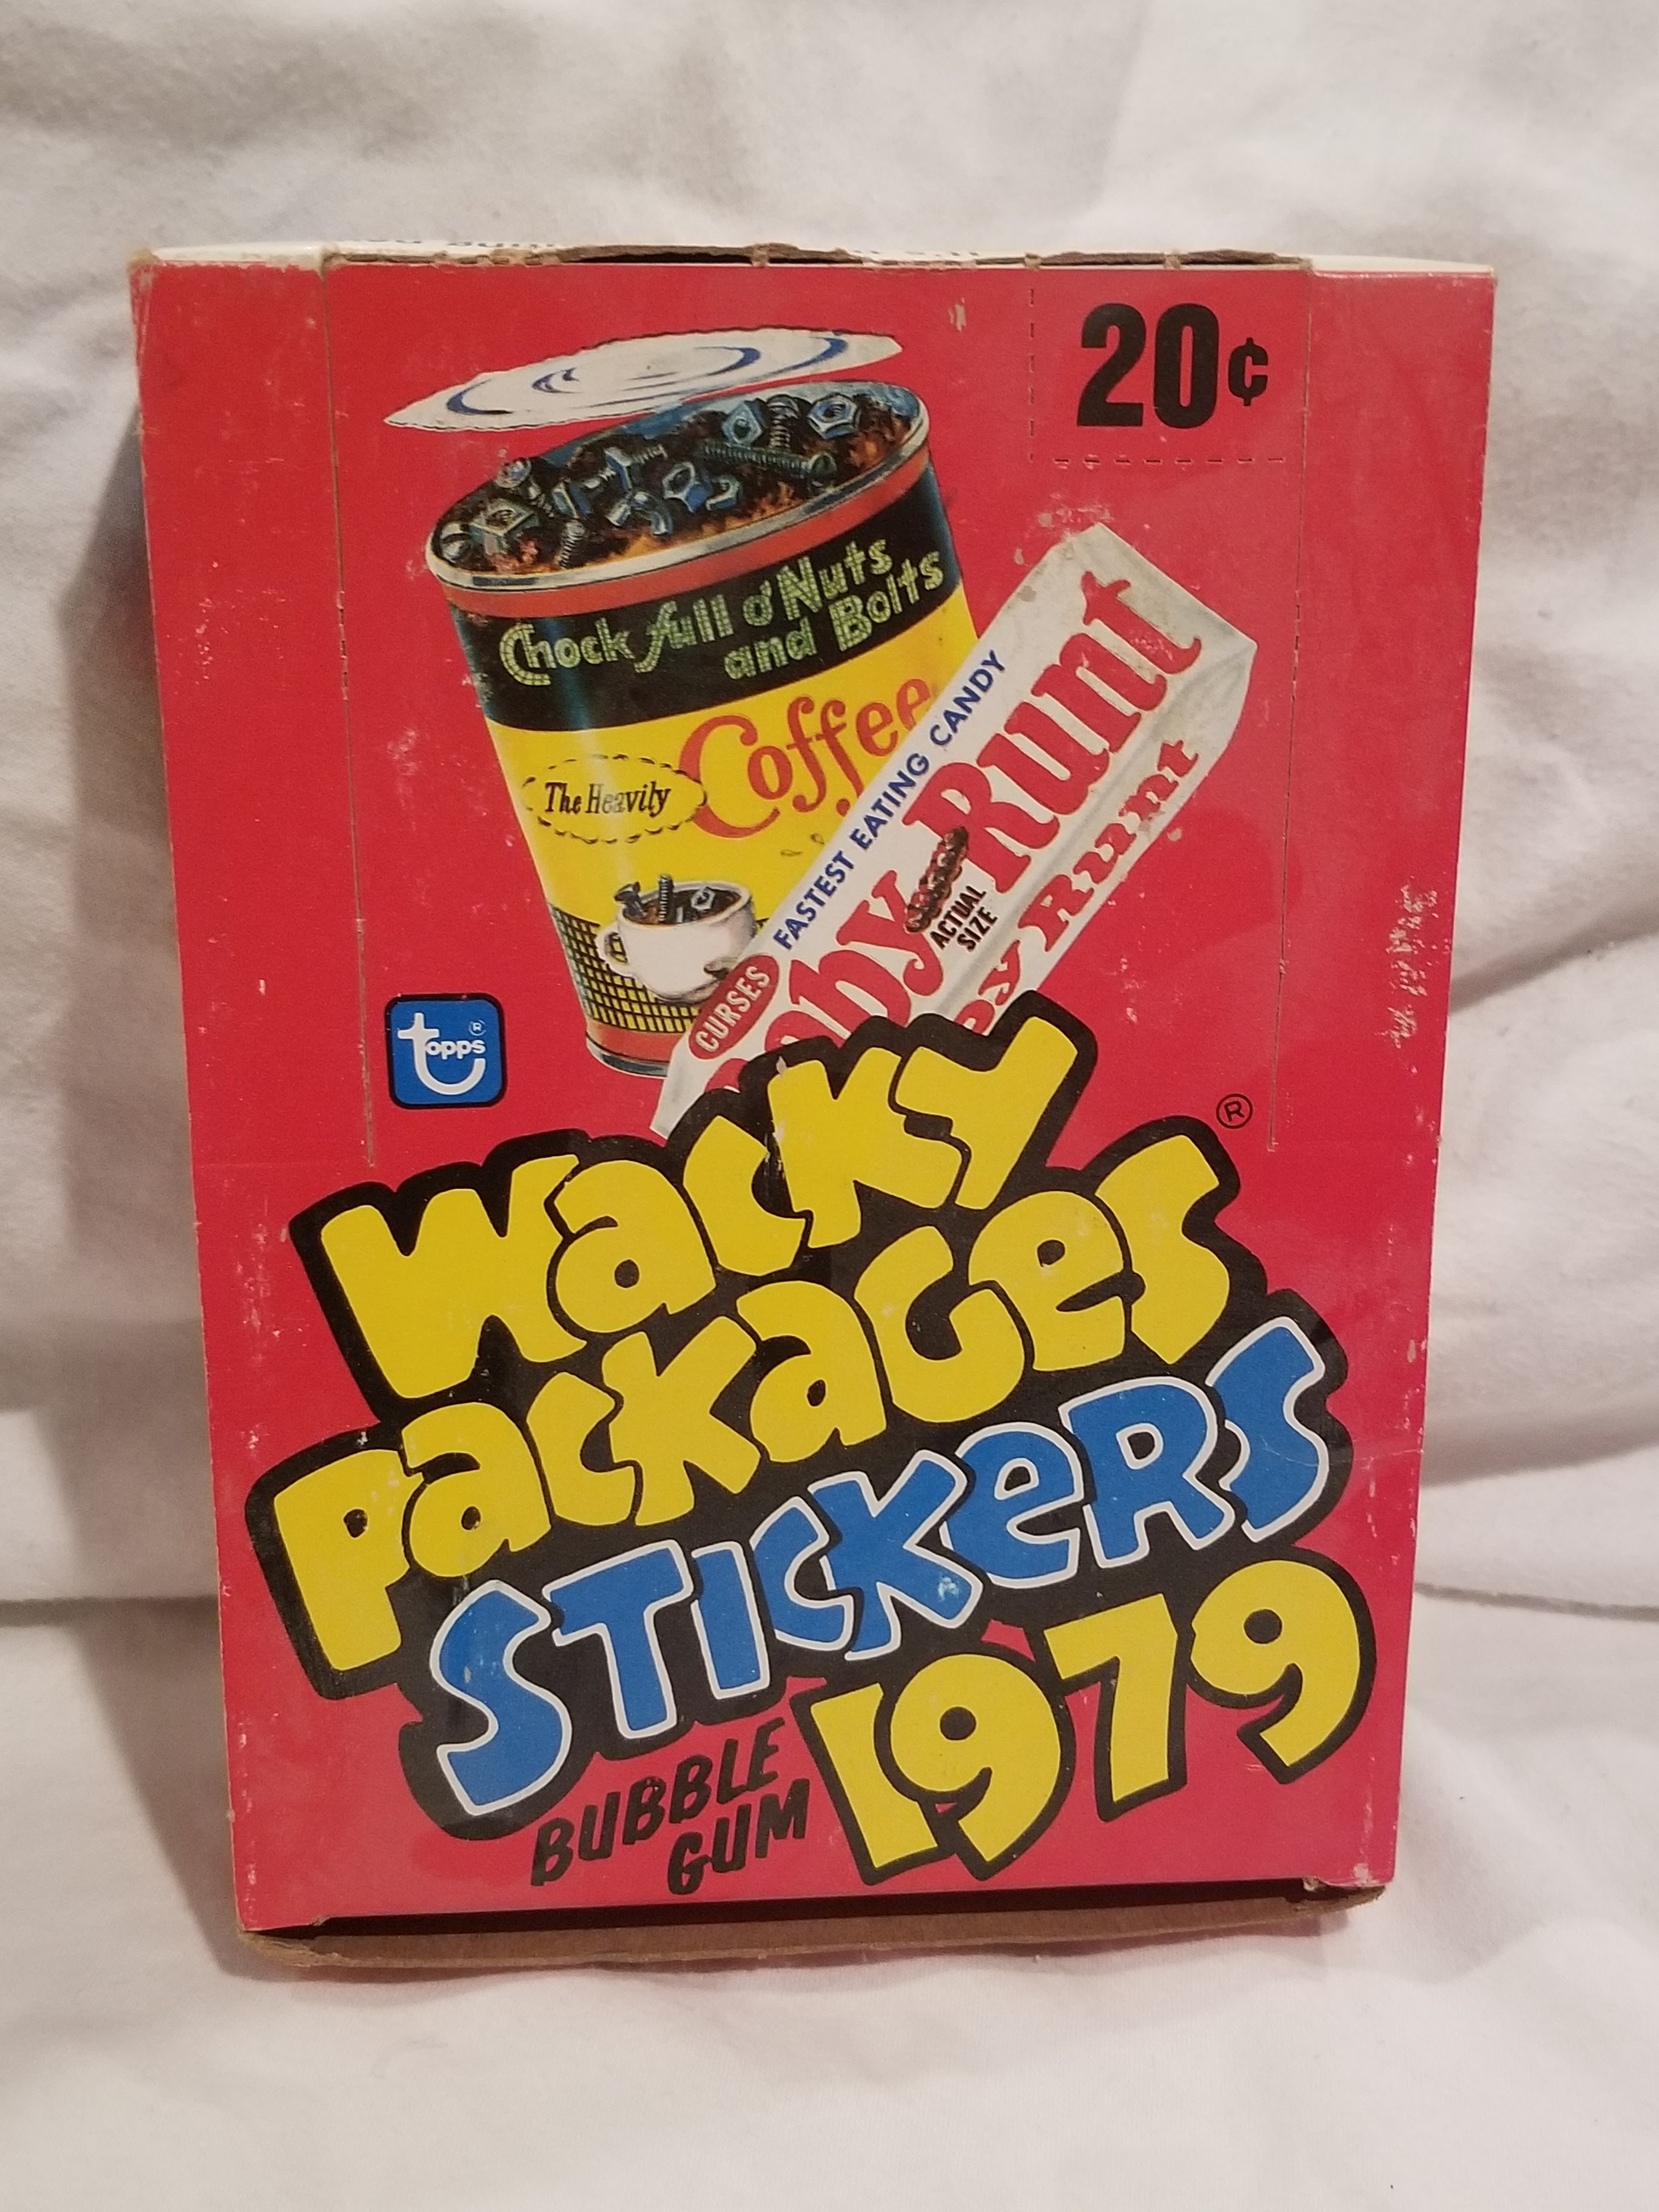 20¢
Chock full o'Nuts
and Bolts
The Heavily
Coffee
FASTEST EATING CANDY
Runt
ACTUAL
SIZE
CURSES
Runt
topps®
WACKY
PACKAGES®
STICKERS
1979
BUBBLE
GUM